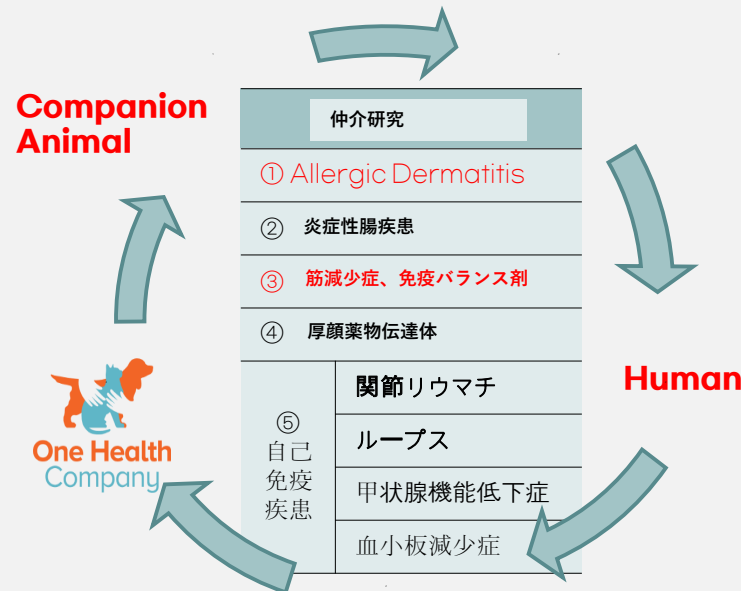 Companion
Animal
仲介研究
① Allergic Dermatitis
② 炎症性腸疾患
③ 筋減少症、免疫バランス剤
④ 厚顔薬物伝達体
⑤
自己
免疫
疾患
関節リウマチ
ループス
甲状腺機能低下症
血小板減少症
Human
One Health
Company